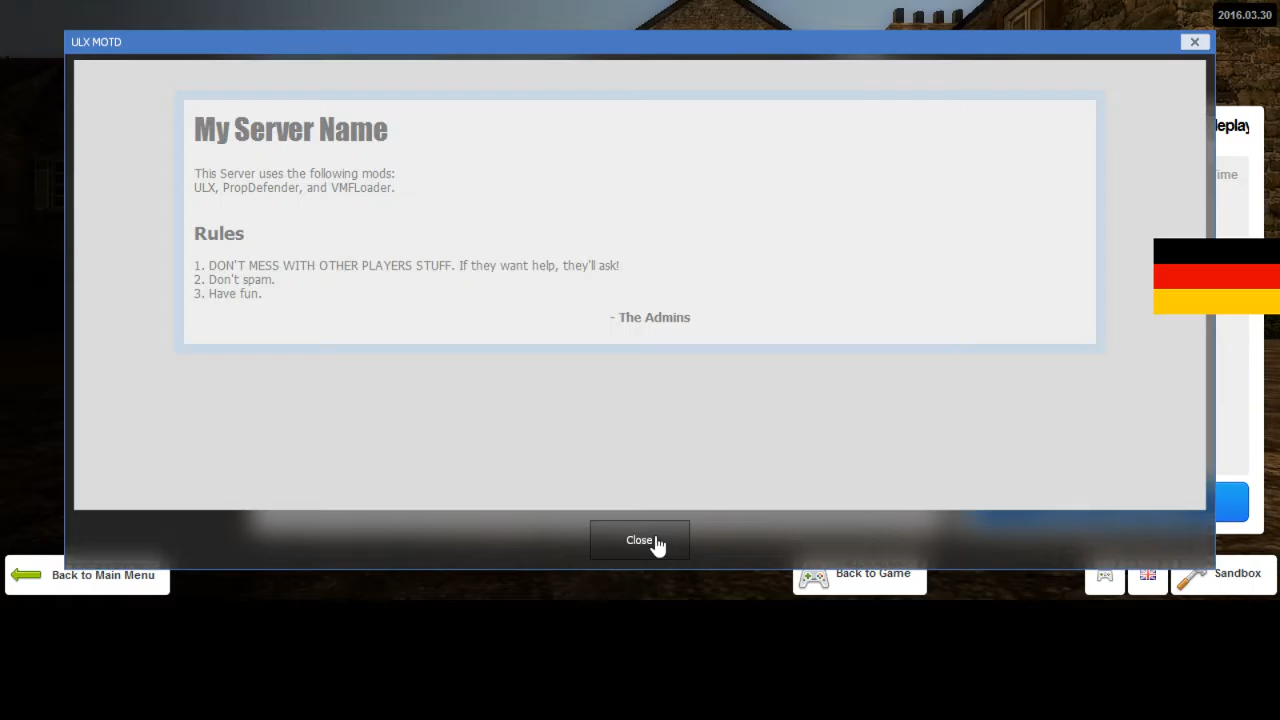 2016.03.30
ULX MOTD
My Server Name
This Server uses the following mods:
ULX, PropDefender, and VMFLoader.
Rules
1. DON'T MESS WITH OTHER PLAYERS STUFF. If they want help, they'll ask!
2. Don't spam.
3. Have fun.
- The Admins
Close
Back to Main Menu
Back to Game
Sandbox